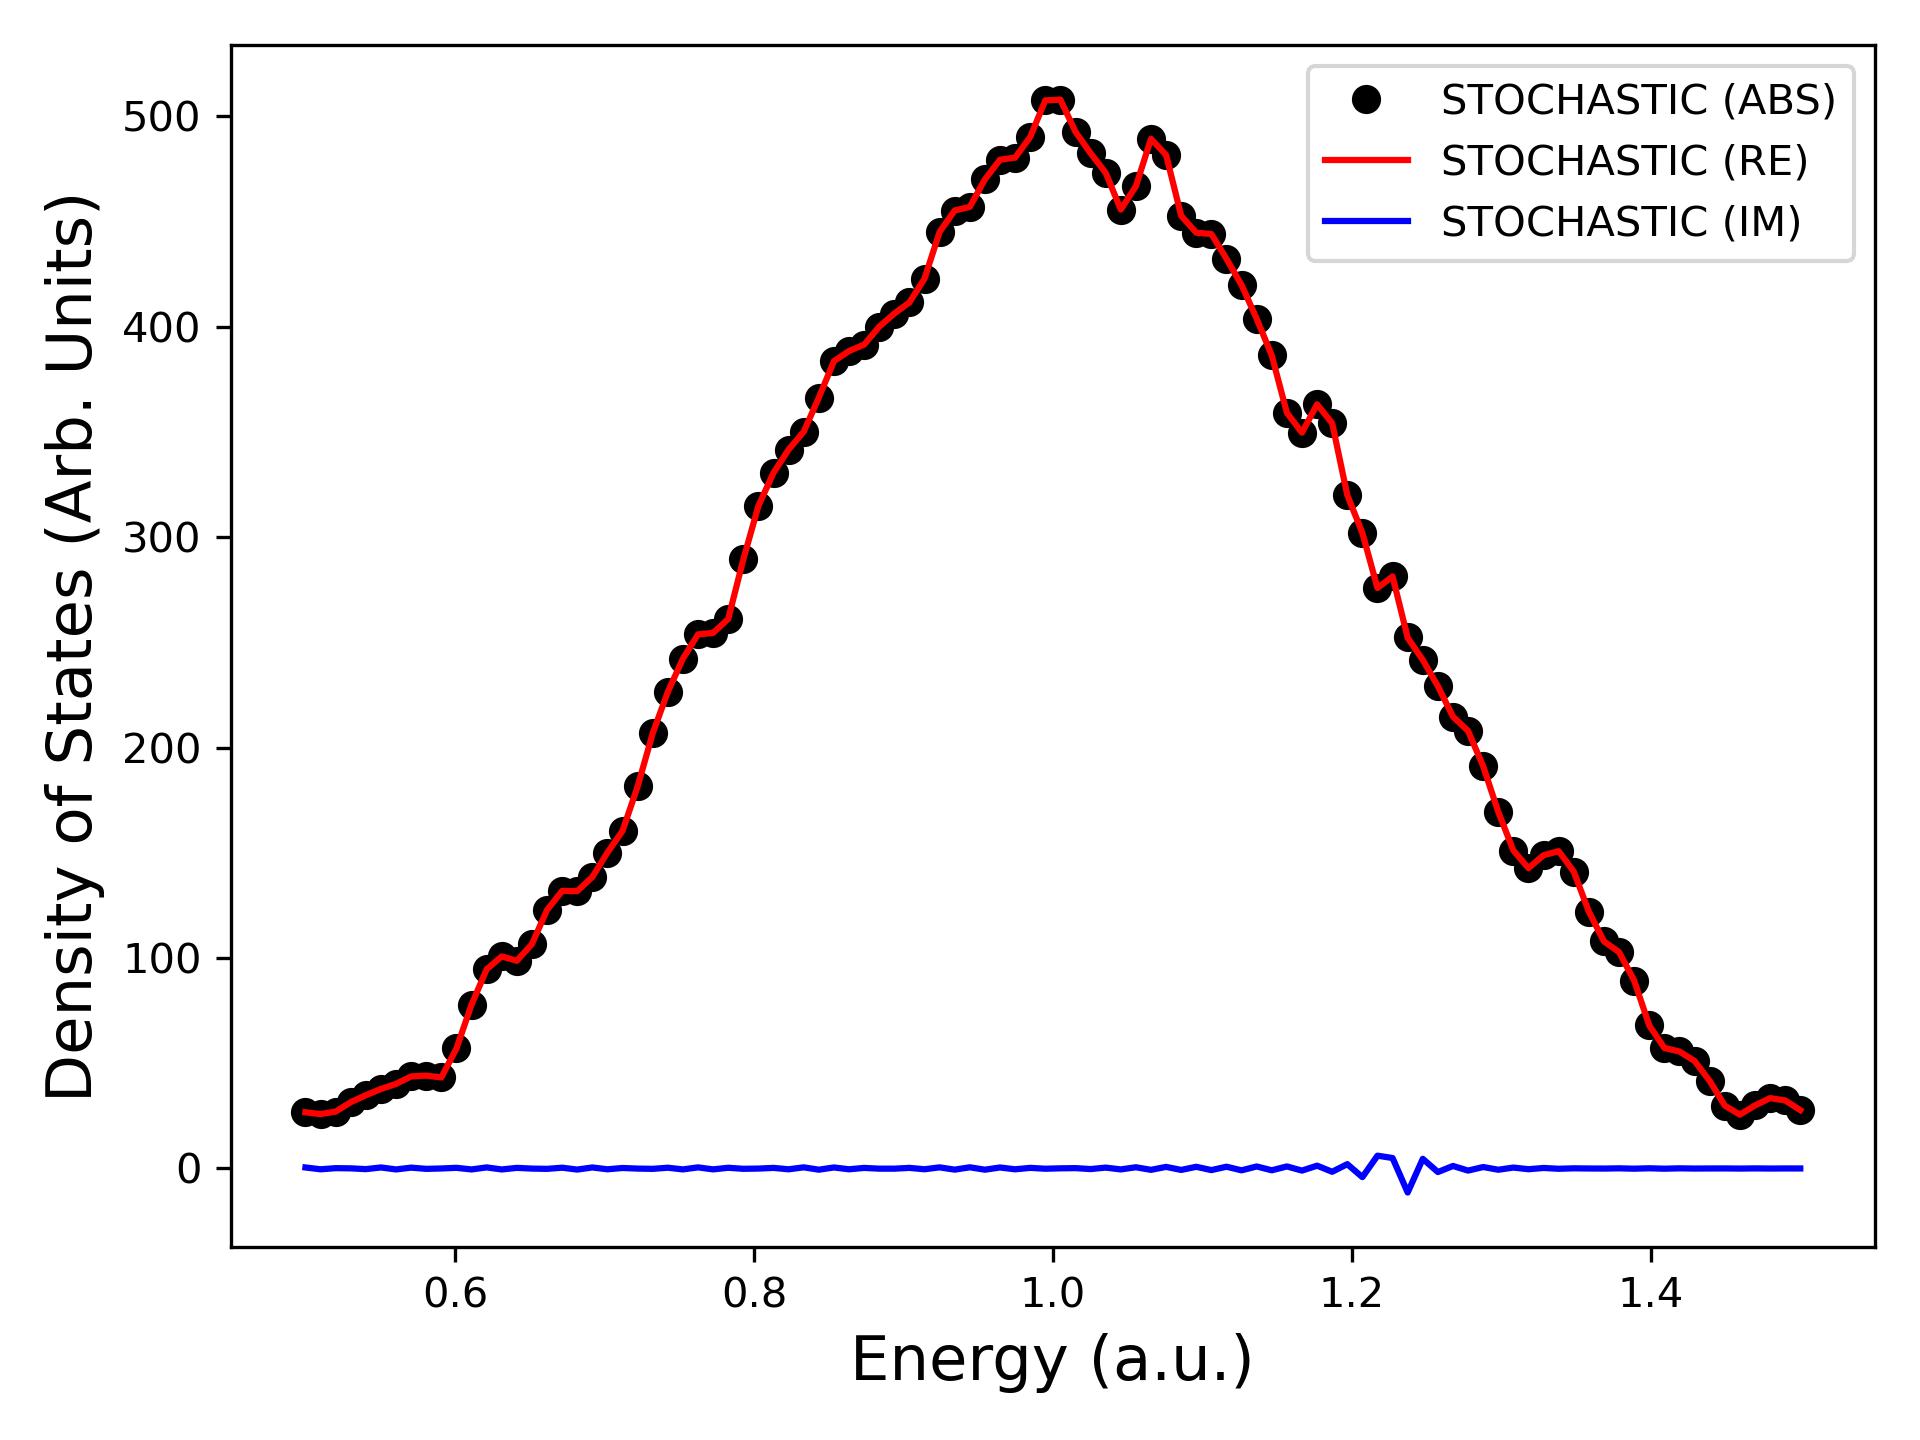 STOCHASTIC (ABS)
STOCHASTIC (RE)
STOCHASTIC (IM)
Density of States (Arb. Units)
500
400
300
200
100
0
0.6 0.8 1.0 1.2 1.4
Energy (a.u.)